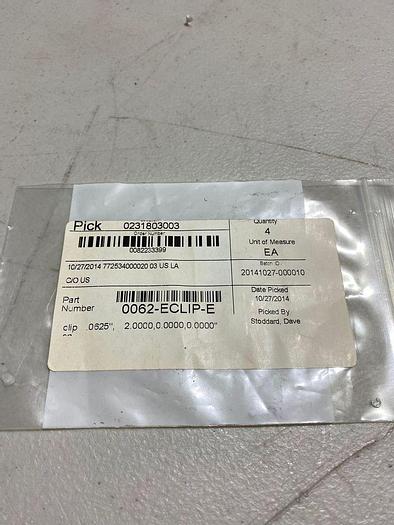 Pick 0231803003
Order Number
0082233399
10/27/2014 772534000020 03 US LA
C/O US
Part Number 0062-ECLIP-E
clip .0625", 2.0000,0.0000,0.0000"
Quantity
4
Unit of Measure
EA
Batch ID
20141027-000010
Date Picked
10/27/2014
Picked By
Stoddard, Dave